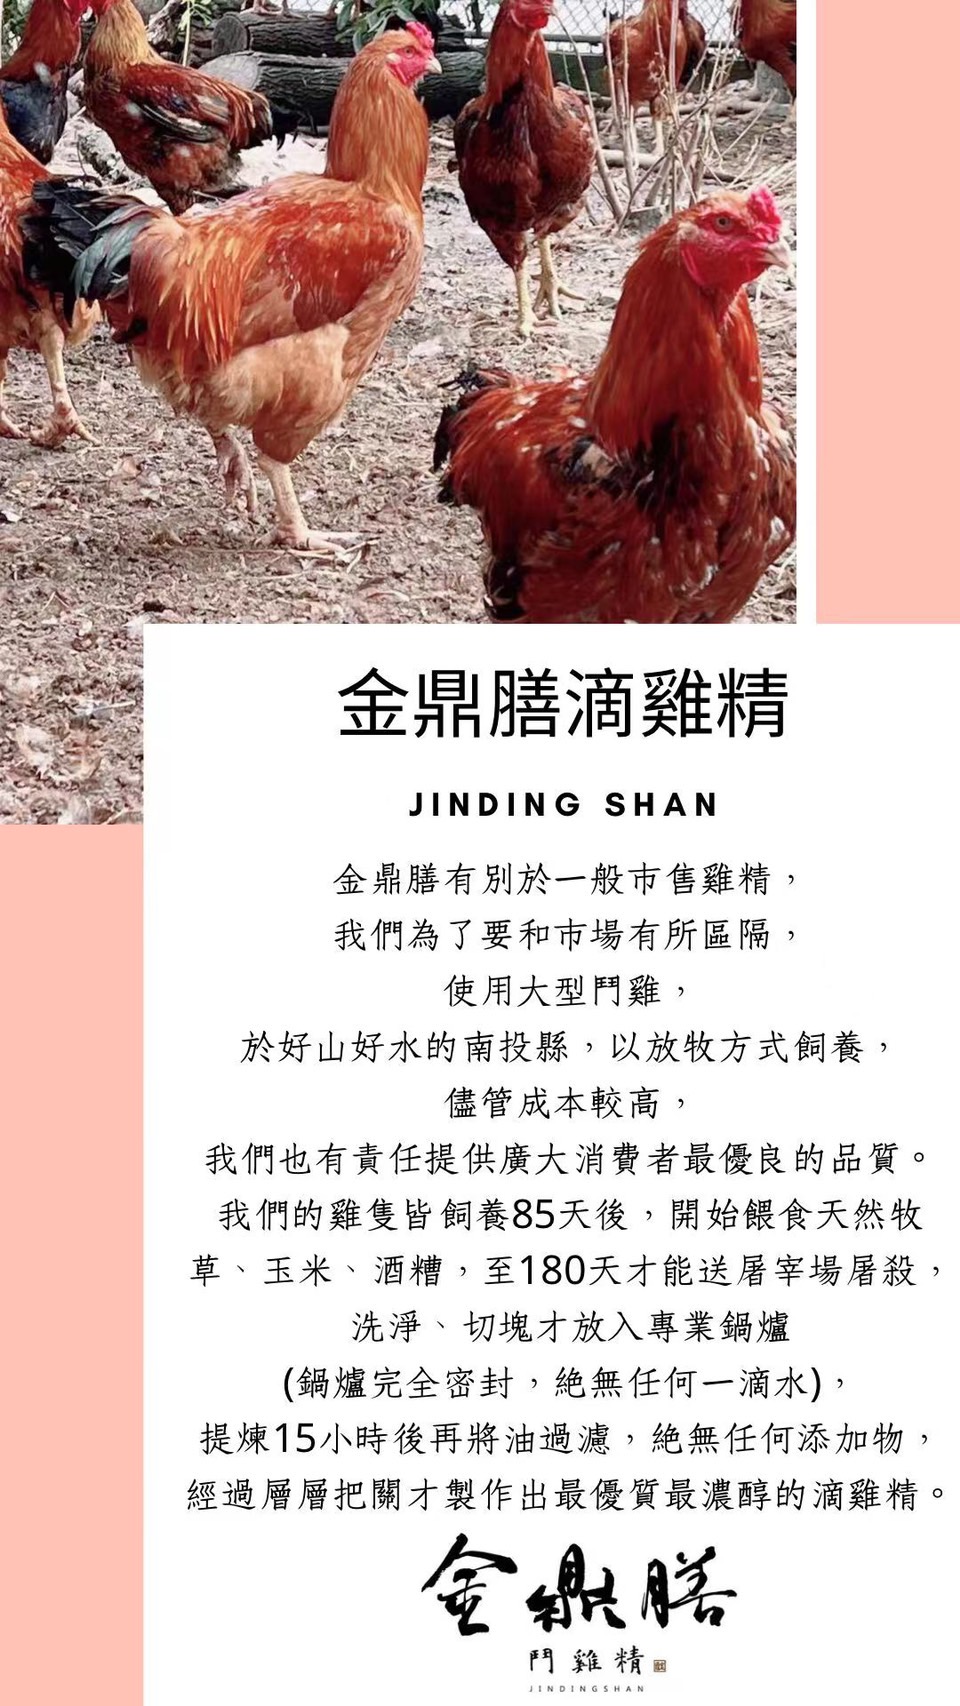 金鼎膳滴雞精
JINDING SHAN
金鼎膳有別於一般市售雞精，
我們為了要和市場有所區隔，
使用大型鬥雞，
於好山好水的南投縣，以放牧方式飼養，
儘管成本較高，
我們也有責任提供廣大消費者最優良的品質。
我們的雞隻皆飼養85天後，開始餵食天然牧
草、玉米、酒糟，至180天才能送屠宰場屠殺，
洗淨、切塊才放入專業鍋爐
(鍋爐完全密封，絕無任何一滴水)，
提煉15小時後再將油過濾，絕無任何添加物，
經過層層把關才製作出最優質最濃醇的滴雞精。
金鼎膳
鬥雞精
JINDINGSHAN